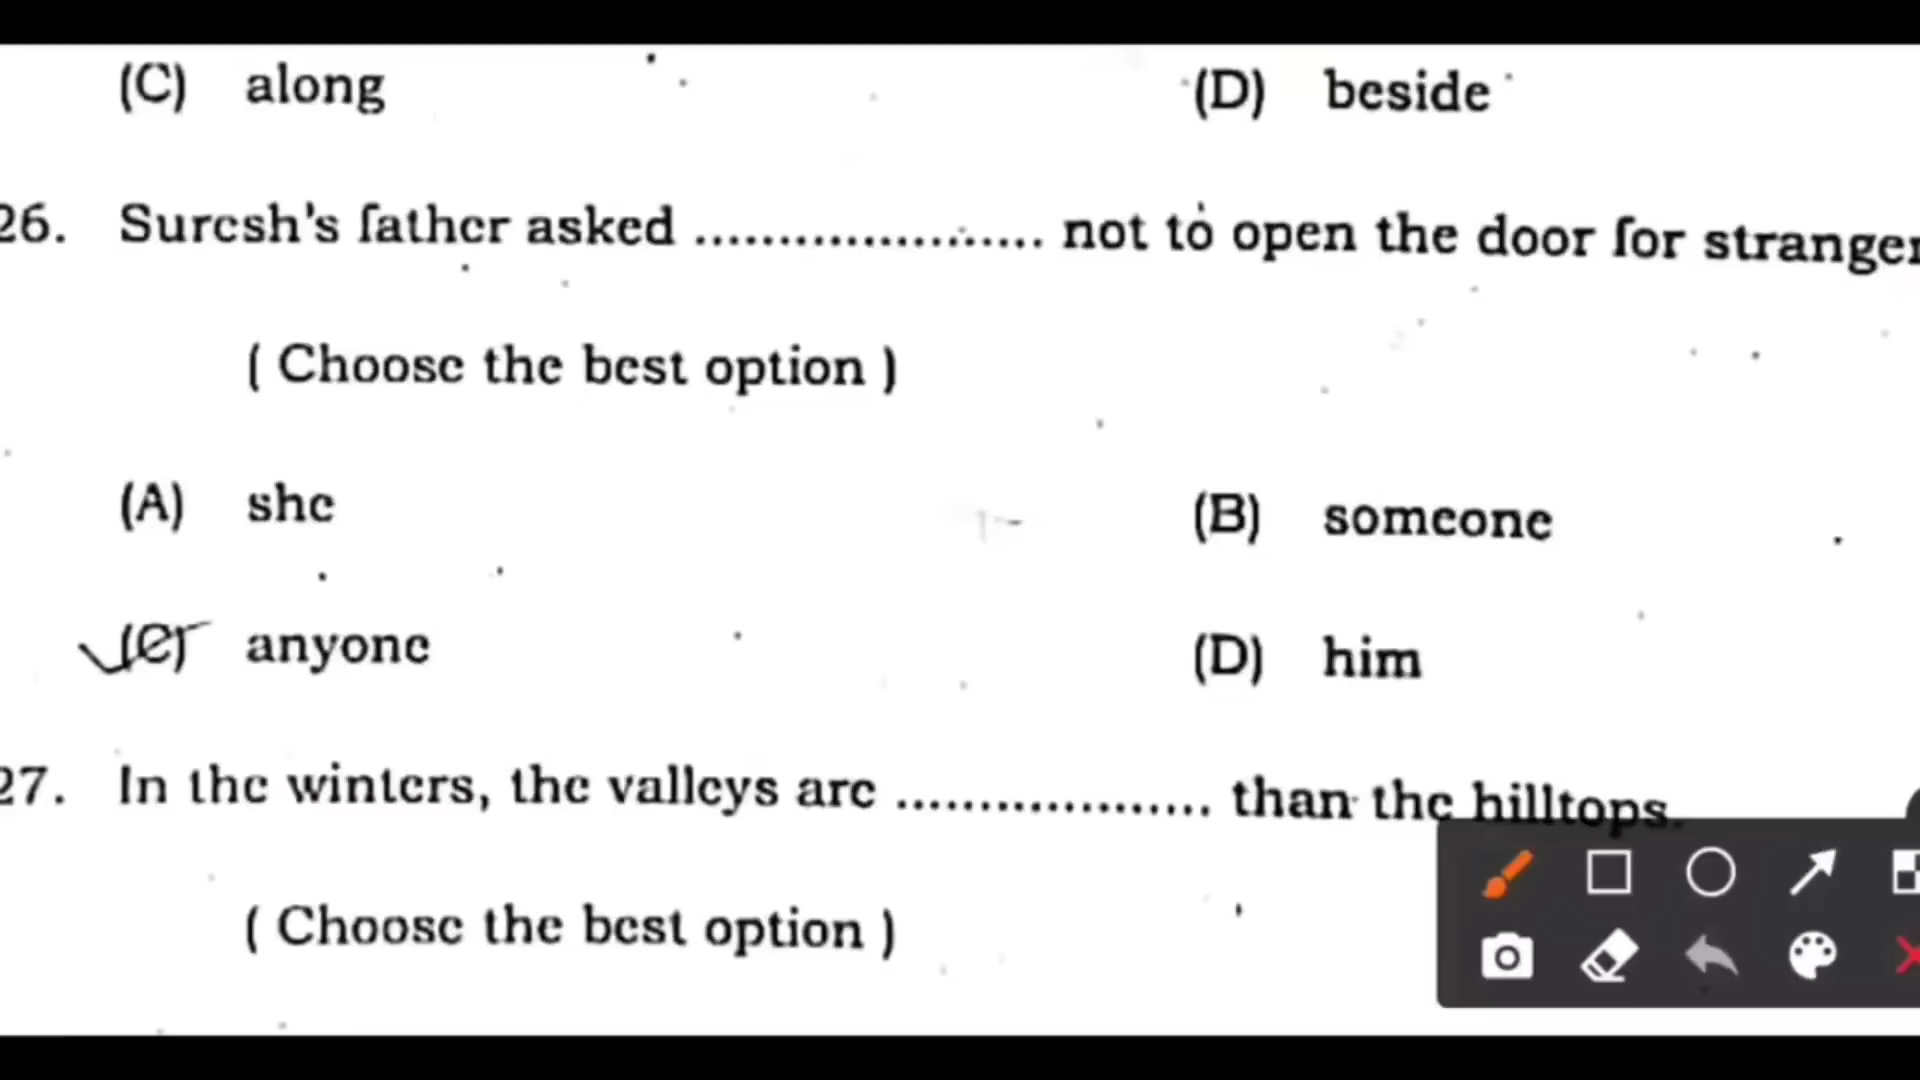 (C) along (D) beside
26. Suresh's father asked ..................... not to open the door for stranger
( Choose the best option )
(A) she (B) someone
(C) anyone (D) him
27. In the winters, the valleys are ................... than the hilltops.
( Choose the best option )